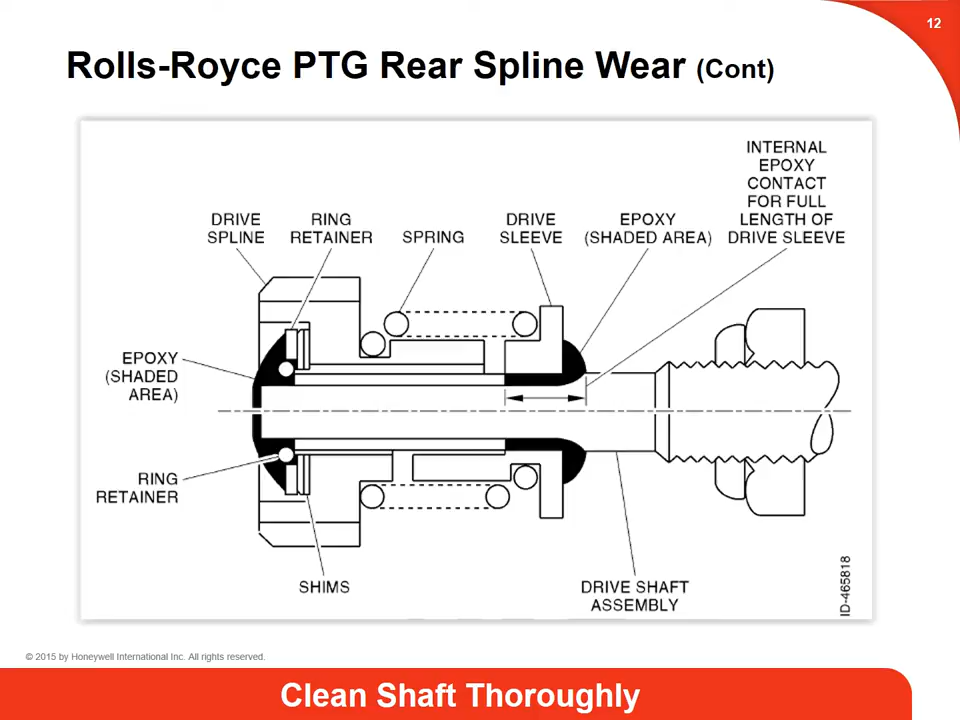 12
Rolls-Royce PTG Rear Spline Wear (Cont)
INTERNAL
EPOXY
CONTACT
FOR FULL
LENGTH OF
DRIVE SLEEVE
DRIVE
SPLINE
RING
RETAINER
SPRING
DRIVE
SLEEVE
EPOXY
(SHADED AREA)
EPOXY
(SHADED
AREA)
RING
RETAINER
SHIMS
DRIVE SHAFT
ASSEMBLY
ID-465818
© 2015 by Honeywell International Inc. All rights reserved.
Clean Shaft Thoroughly